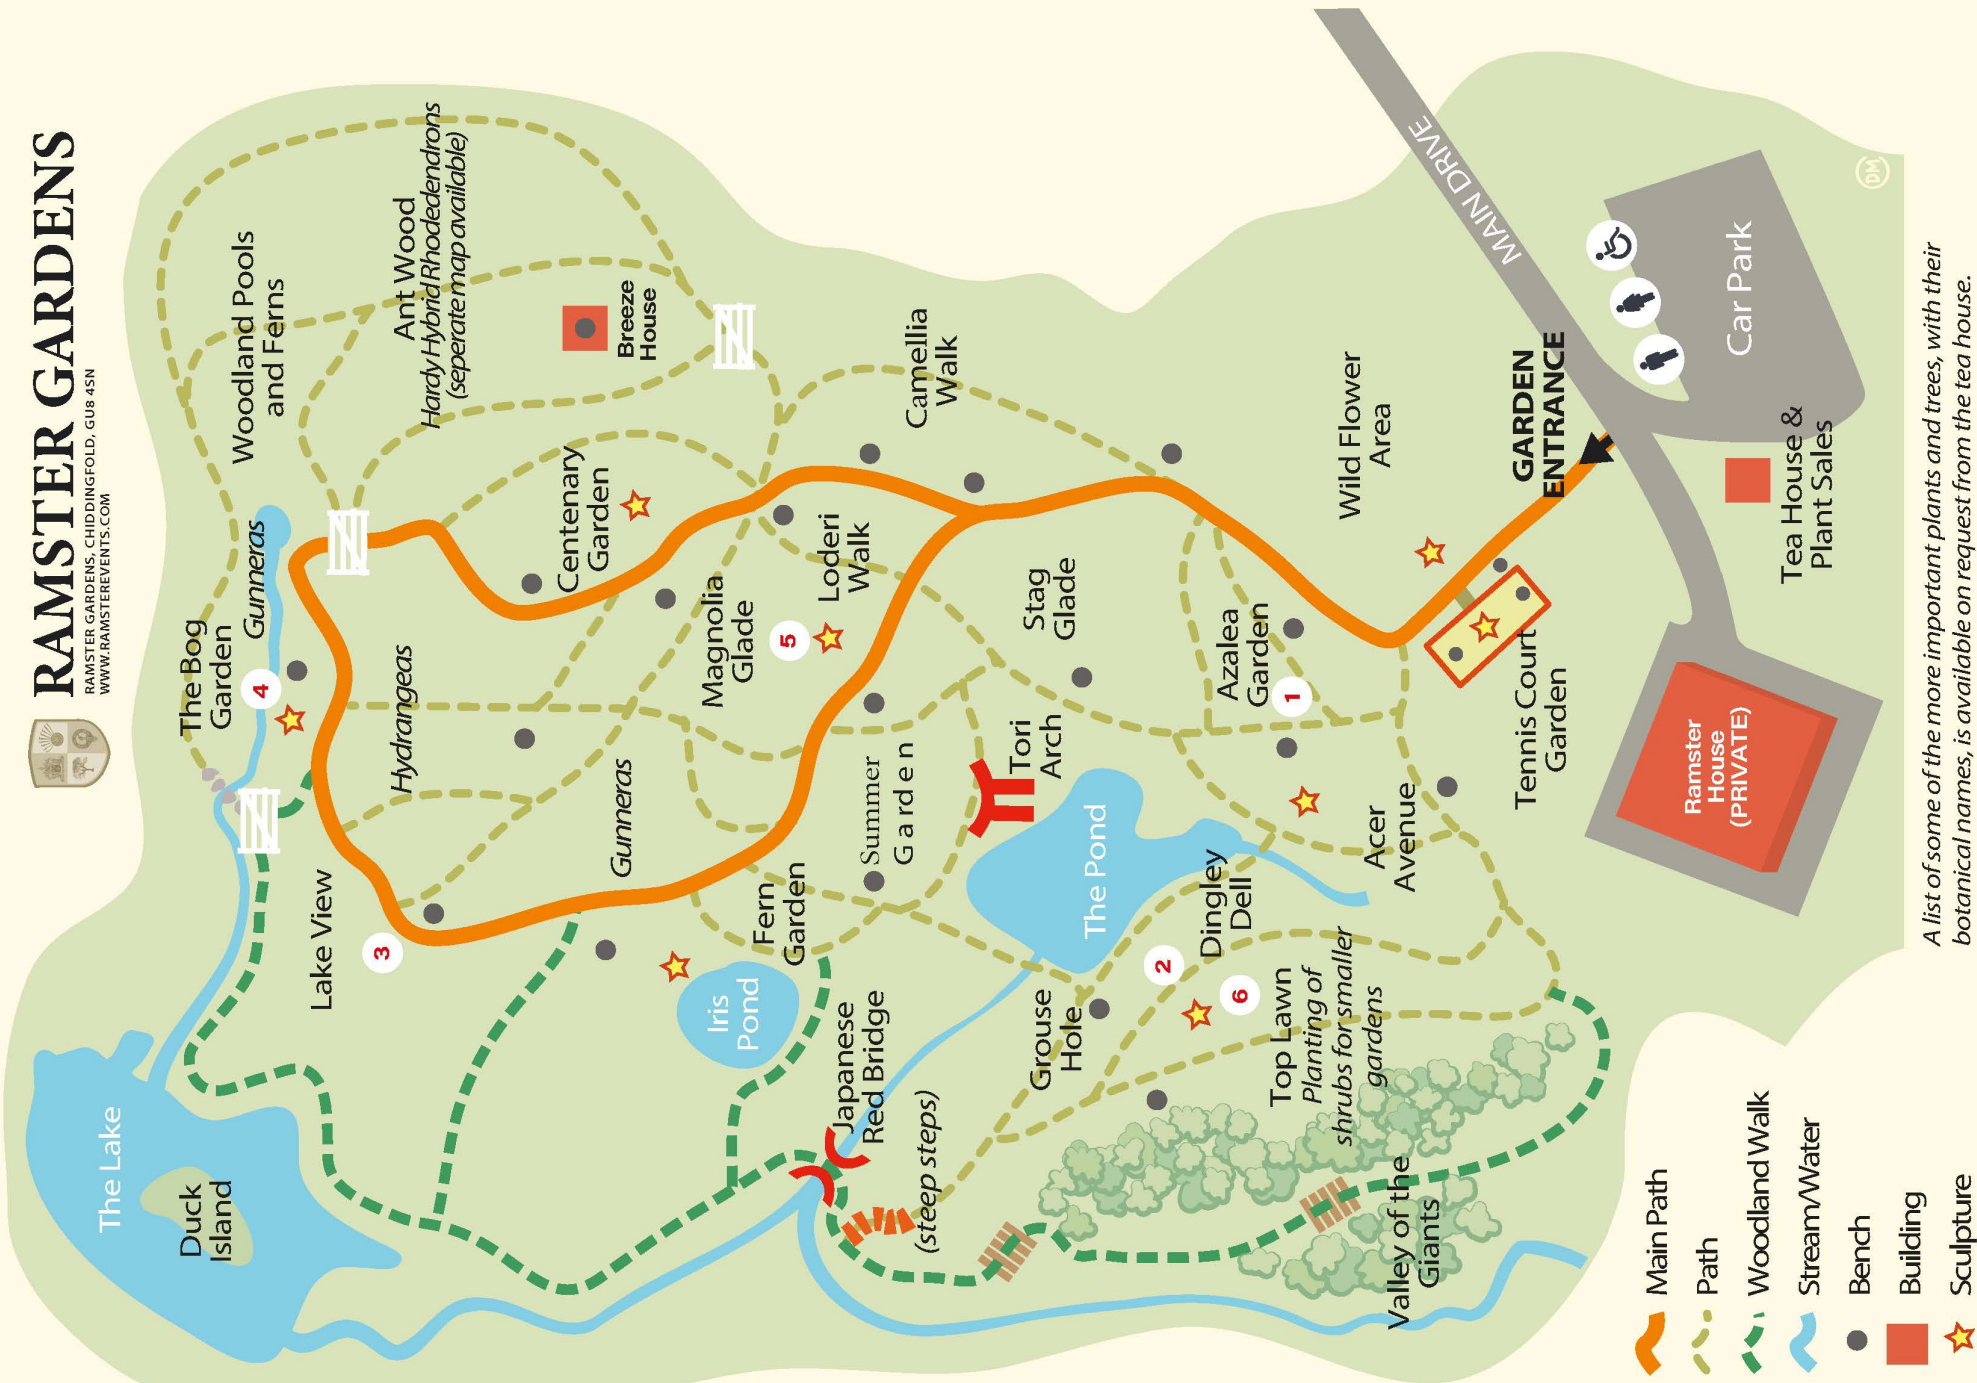 RAMSTER GARDENS
RAMSTER GARDENS, CHIDDINGFOLD, GU8 4SN
WWW.RAMSTEREVENTS.COM
The Lake
Duck
Island
The Bog
Garden
4
Gunneras
Woodland Pools
and Ferns
Lake View
3
Hydrangeas
Ant Wood
Hardy Hybrid Rhodedendrons
(seperate map available)
Gunneras
Centenary
Garden
Breeze
House
Iris
Pond
Fern
Garden
Magnolia
Glade
5
Loderi
Walk
Camellia
Walk
Japanese
Red Bridge
Summer
Garden
(steep steps)
Tori
Arch
Stag
Glade
Grouse
Hole
The Pond
2
Dingley
Dell
6
Azalea
Garden
1
Wild Flower
Area
Top Lawn
Planting of
shrubs for smaller
gardens
Acer
Avenue
Valley of the
Giants
Tennis Court
Garden
GARDEN
ENTRANCE
MAIN DRIVE
Ramster
House
(PRIVATE)
Car Park
Tea House &
Plant Sales
DM
Main Path
Path
Woodland Walk
Stream/Water
Bench
Building
Sculpture
A list of some of the more important plants and trees, with their
botanical names, is available on request from the tea house.